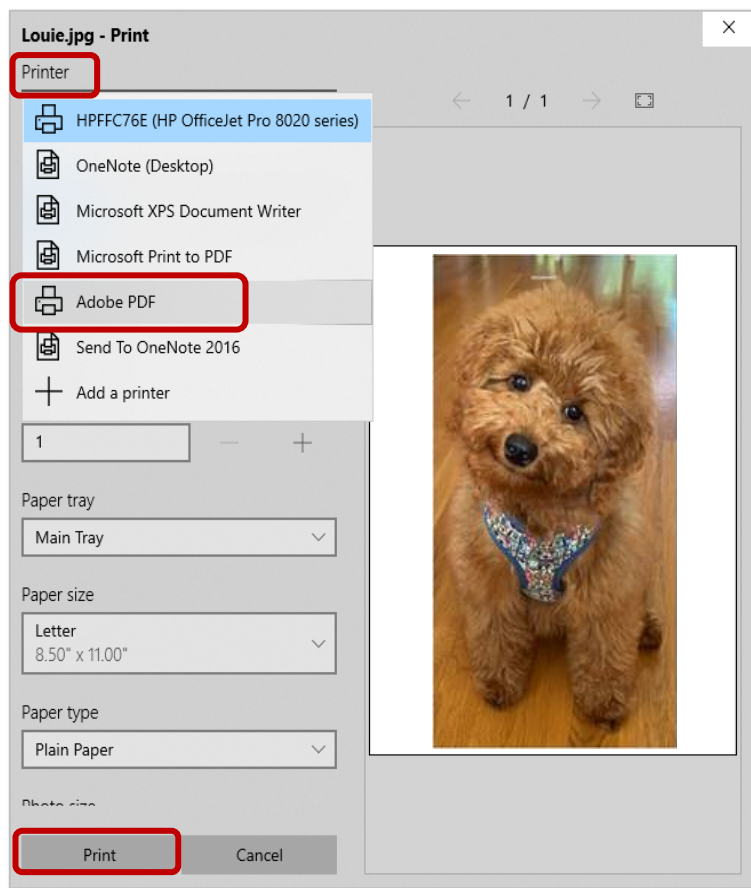 Louie.jpg - Print
Printer
1 / 1
HPFFC76E (HP OfficeJet Pro 8020 series)
OneNote (Desktop)
Microsoft XPS Document Writer
Microsoft Print to PDF
Adobe PDF
Send To OneNote 2016
Add a printer
1
Paper tray
Main Tray
Paper size
Letter
8.50" x 11.00"
Paper type
Plain Paper
Photo size
Print Cancel